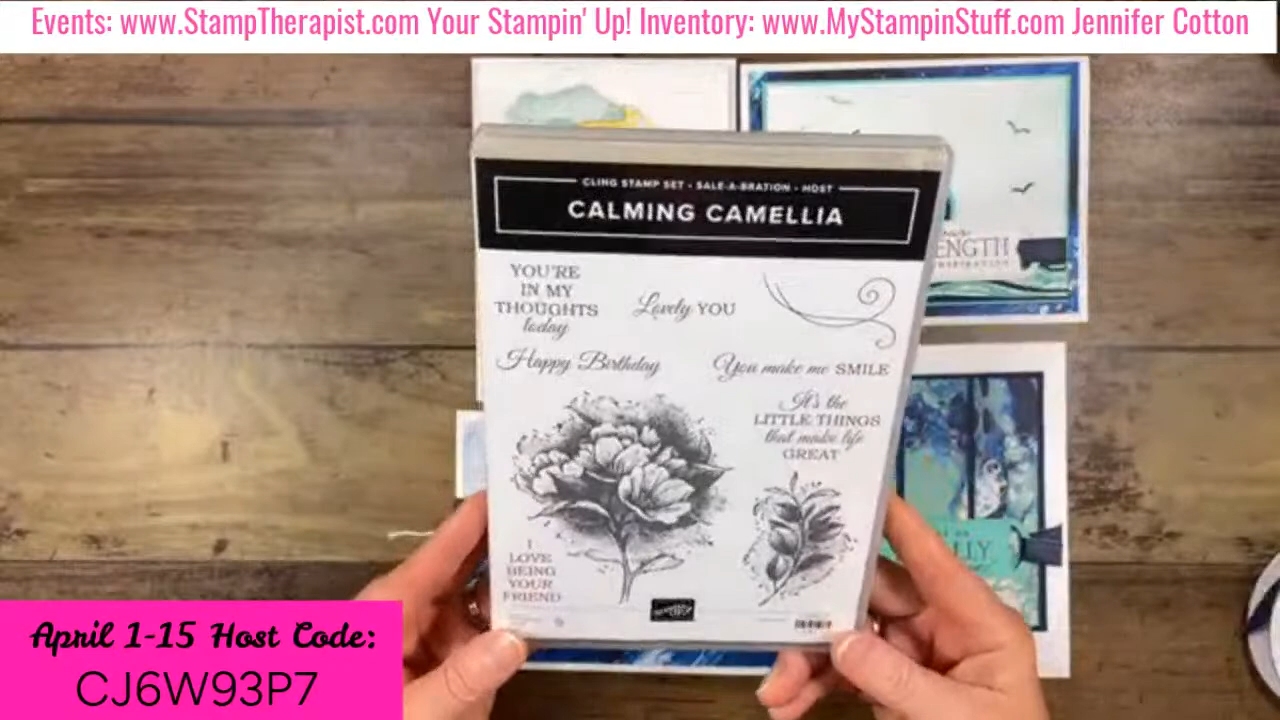 Events: www.StampTherapist.com Your Stampin' Up! Inventory: www.MyStampinStuff.com Jennifer Cotton
CLING STAMP SET • SALE-A-BRATION • HOST
CALMING CAMELLIA
YOU'RE
IN MY
THOUGHTS
today
Lovely YOU
Happy Birthday
You make me SMILE
It's the
LITTLE THINGS
that make life
GREAT
I
LOVE
BEING
YOUR
FRIEND
April 1-15 Host Code:
CJ6W93P7